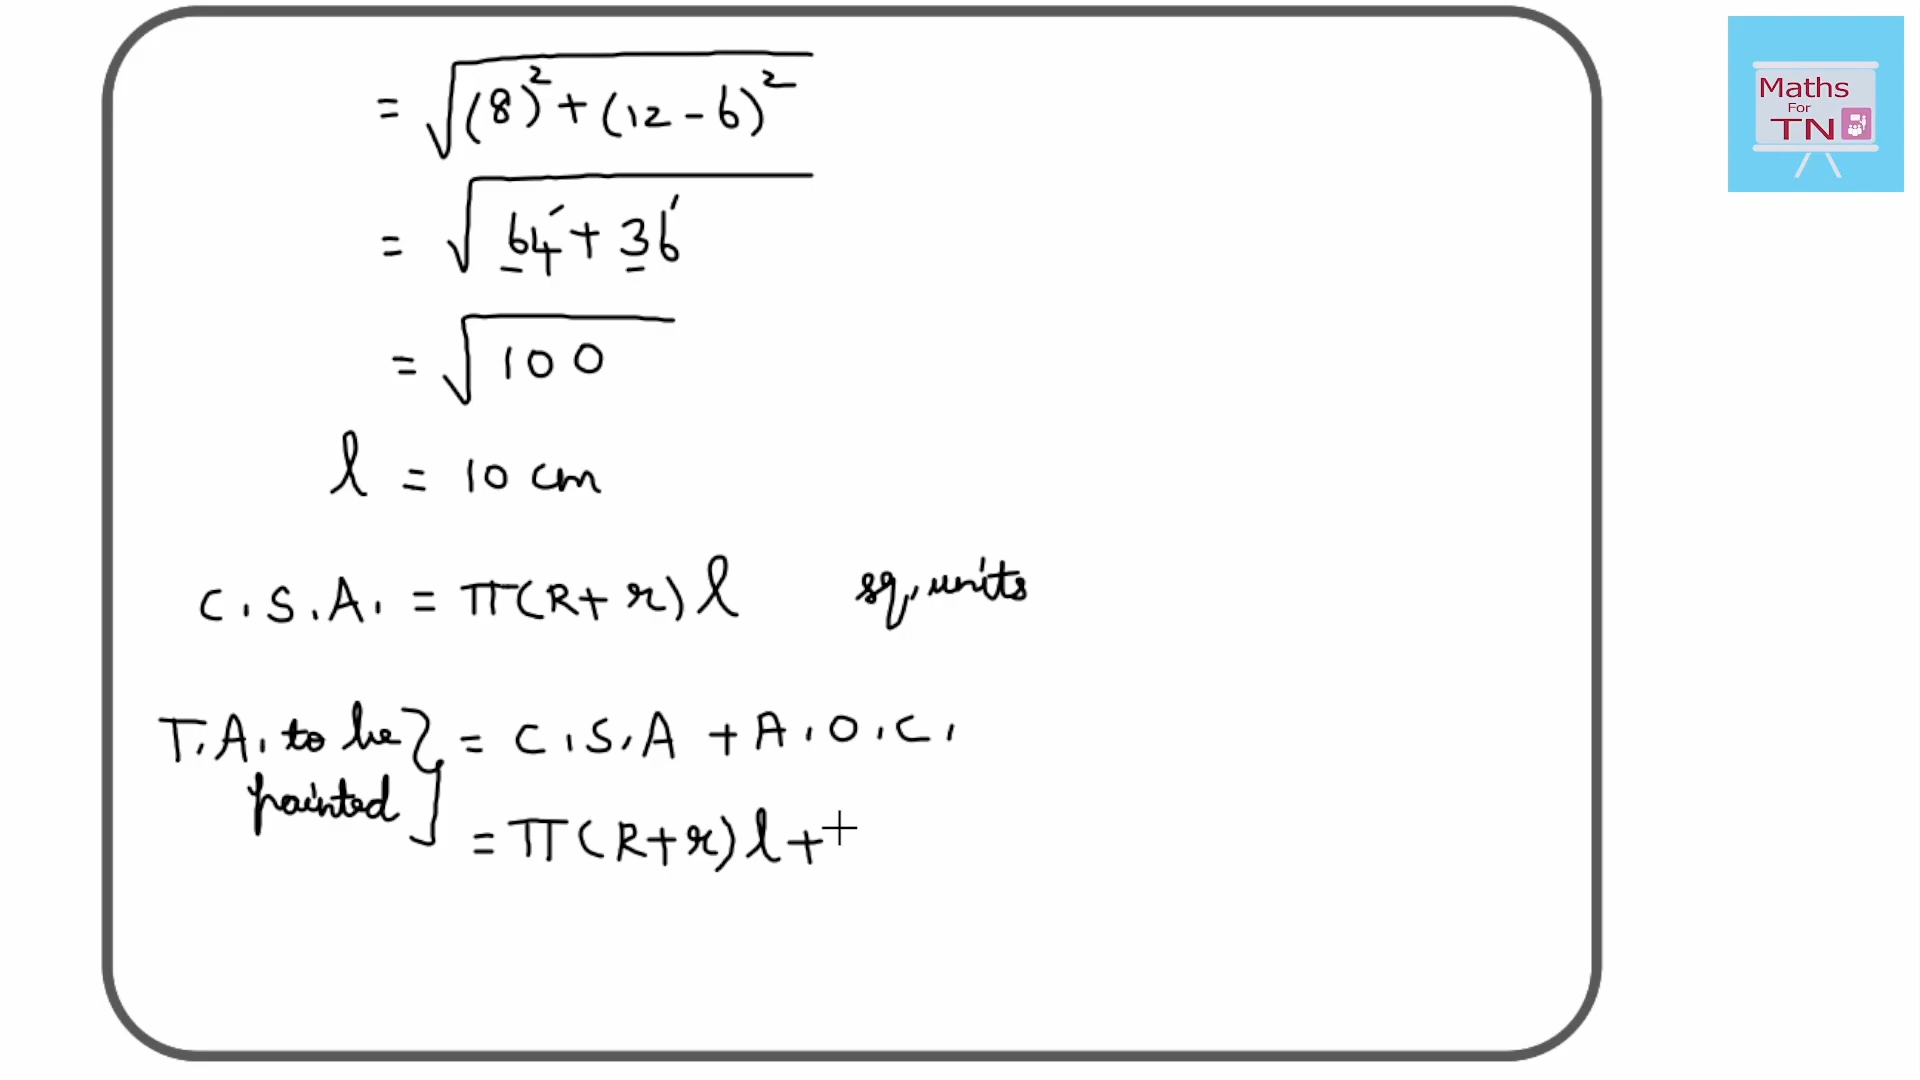 = √(8)² + (12 - 6)²
= √64 + 36
= √100
l = 10 cm
C.S.A. = π(R + r) l sq. units
T.A. to be painted } = C.S.A + A.O.C.
= π(R + r) l +
Maths
For
TN